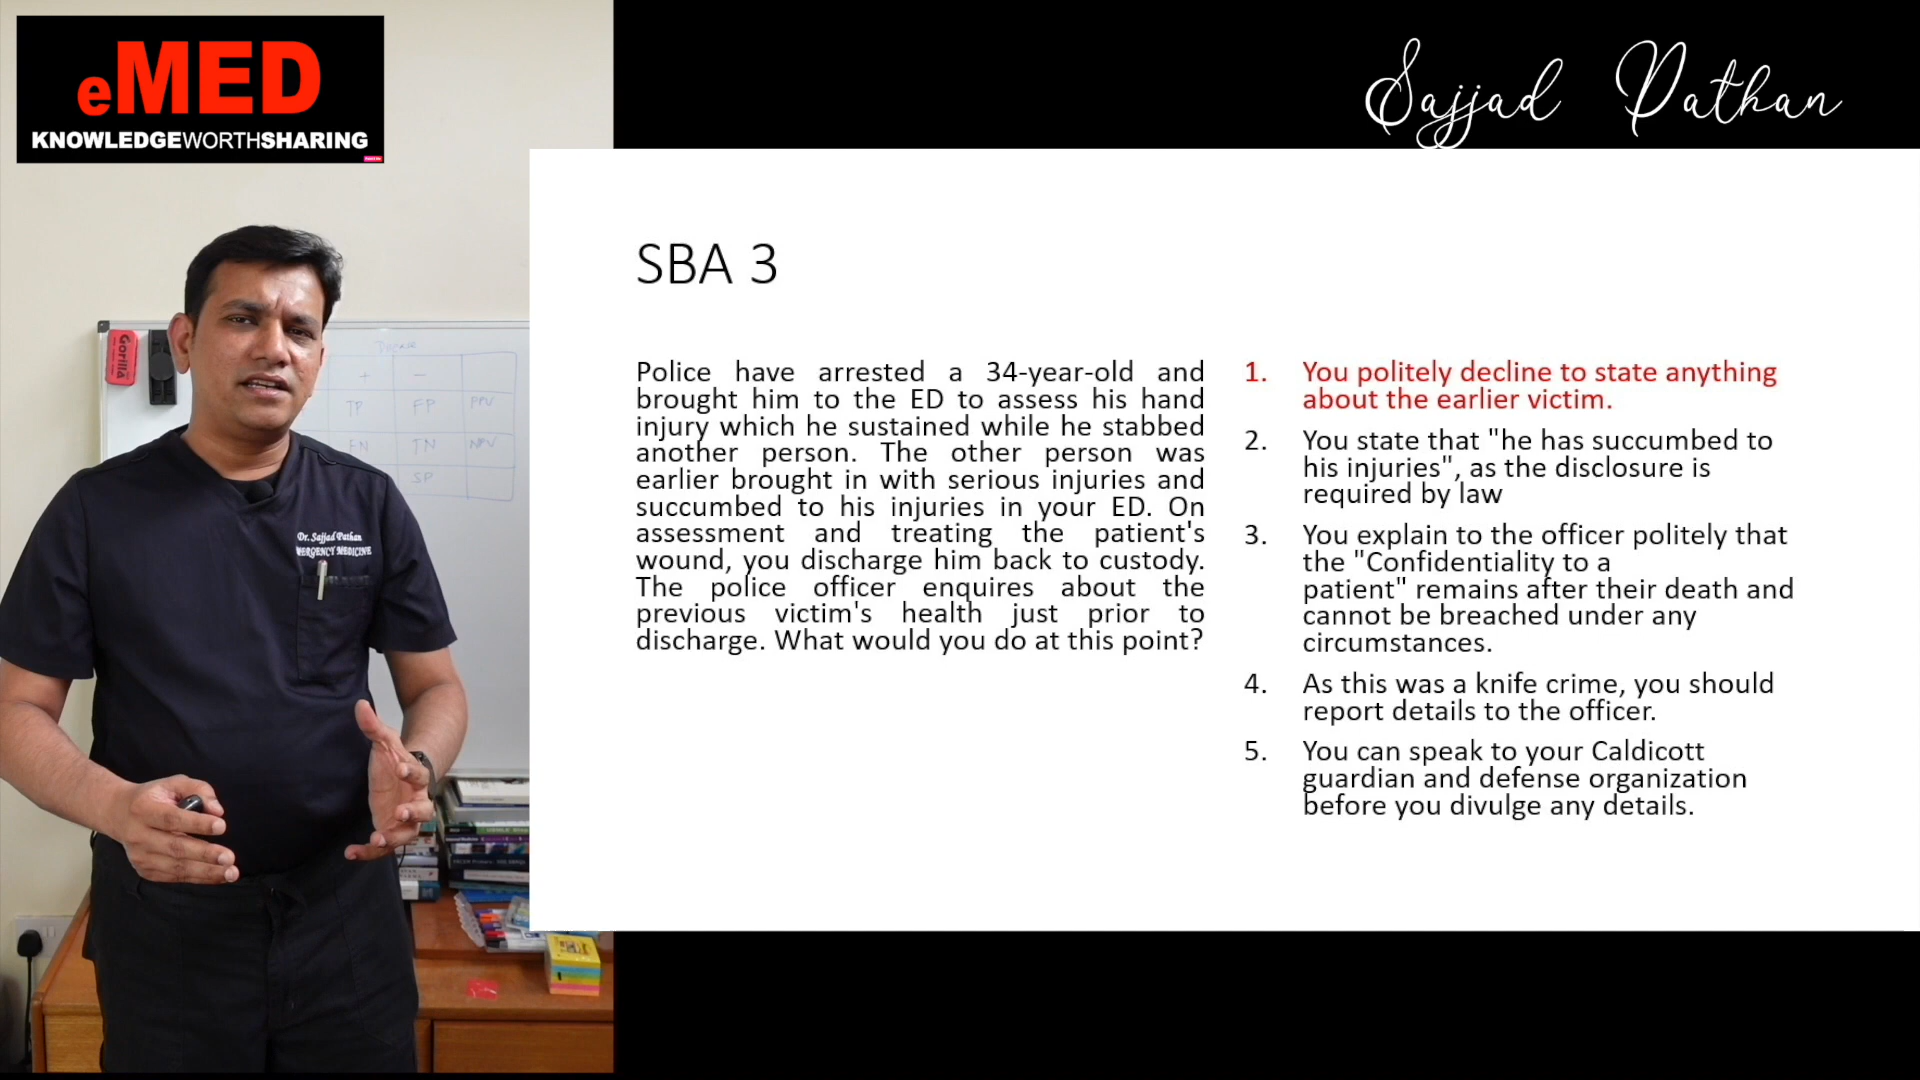 eMED
KNOWLEDGEWORTHSHARING
Sajjad Pathan
Gorilla
Disease
+ -
TP FP PPV
FN TN NPV
SP
Dr. Sajjad Pathan
EMERGENCY MEDICINE
SBA 3
Police have arrested a 34-year-old and
brought him to the ED to assess his hand
injury which he sustained while he stabbed
another person. The other person was
earlier brought in with serious injuries and
succumbed to his injuries in your ED. On
assessment and treating the patient's
wound, you discharge him back to custody.
The police officer enquires about the
previous victim's health just prior to
discharge. What would you do at this point?
1. You politely decline to state anything
about the earlier victim.
2. You state that "he has succumbed to
his injuries", as the disclosure is
required by law
3. You explain to the officer politely that
the "Confidentiality to a
patient" remains after their death and
cannot be breached under any
circumstances.
4. As this was a knife crime, you should
report details to the officer.
5. You can speak to your Caldicott
guardian and defense organization
before you divulge any details.